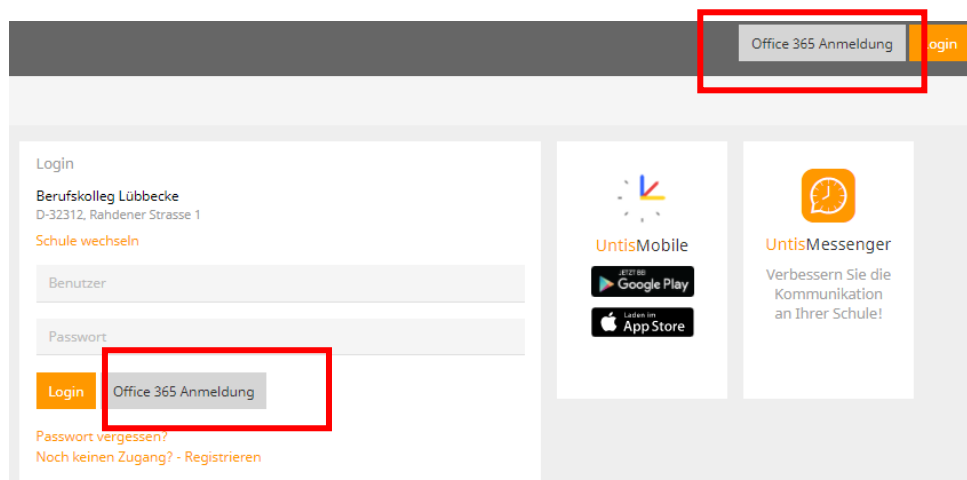 Office 365 Anmeldung
Login
Login
Berufskolleg Lübbecke
D-32312, Rahdener Strasse 1
Schule wechseln
Benutzer
Passwort
Login
Office 365 Anmeldung
Passwort vergessen?
Noch keinen Zugang? - Registrieren
UntisMobile
JETZT BEI
Google Play
Laden im
App Store
UntisMessenger
Verbessern Sie die
Kommunikation
an Ihrer Schule!